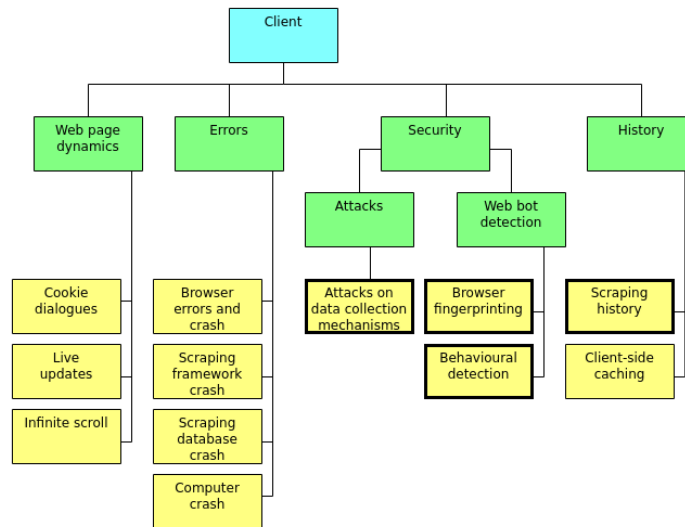 Client
Web page
dynamics
Errors
Security
History
Attacks
Web bot
detection
Cookie
dialogues
Browser
errors and
crash
Attacks on
data collection
mechanisms
Browser
fingerprinting
Scraping
history
Live
updates
Scraping
framework
crash
Behavioural
detection
Client-side
caching
Infinite scroll
Scraping
database
crash
Computer
crash